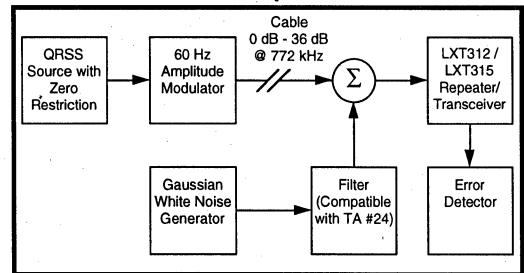 Cable
0 dB - 36 dB
@ 772 kHz
QRSS
Source with
Zero
Restriction
60 Hz
Amplitude
Modulator
Σ
LXT312 /
LXT315
Repeater/
Transceiver
Gaussian
White Noise
Generator
Filter
(Compatible
with TA #24)
Error
Detector